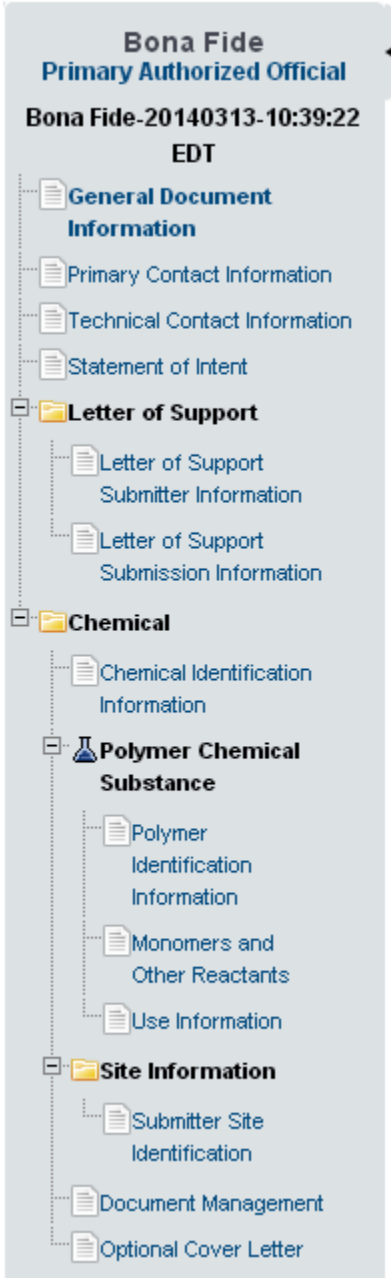 Bona Fide
Primary Authorized Official
Bona Fide-20140313-10:39:22
EDT
General Document
Information
Primary Contact Information
Technical Contact Information
Statement of Intent
Letter of Support
Letter of Support
Submitter Information
Letter of Support
Submission Information
Chemical
Chemical Identification
Information
Polymer Chemical
Substance
Polymer
Identification
Information
Monomers and
Other Reactants
Use Information
Site Information
Submitter Site
Identification
Document Management
Optional Cover Letter